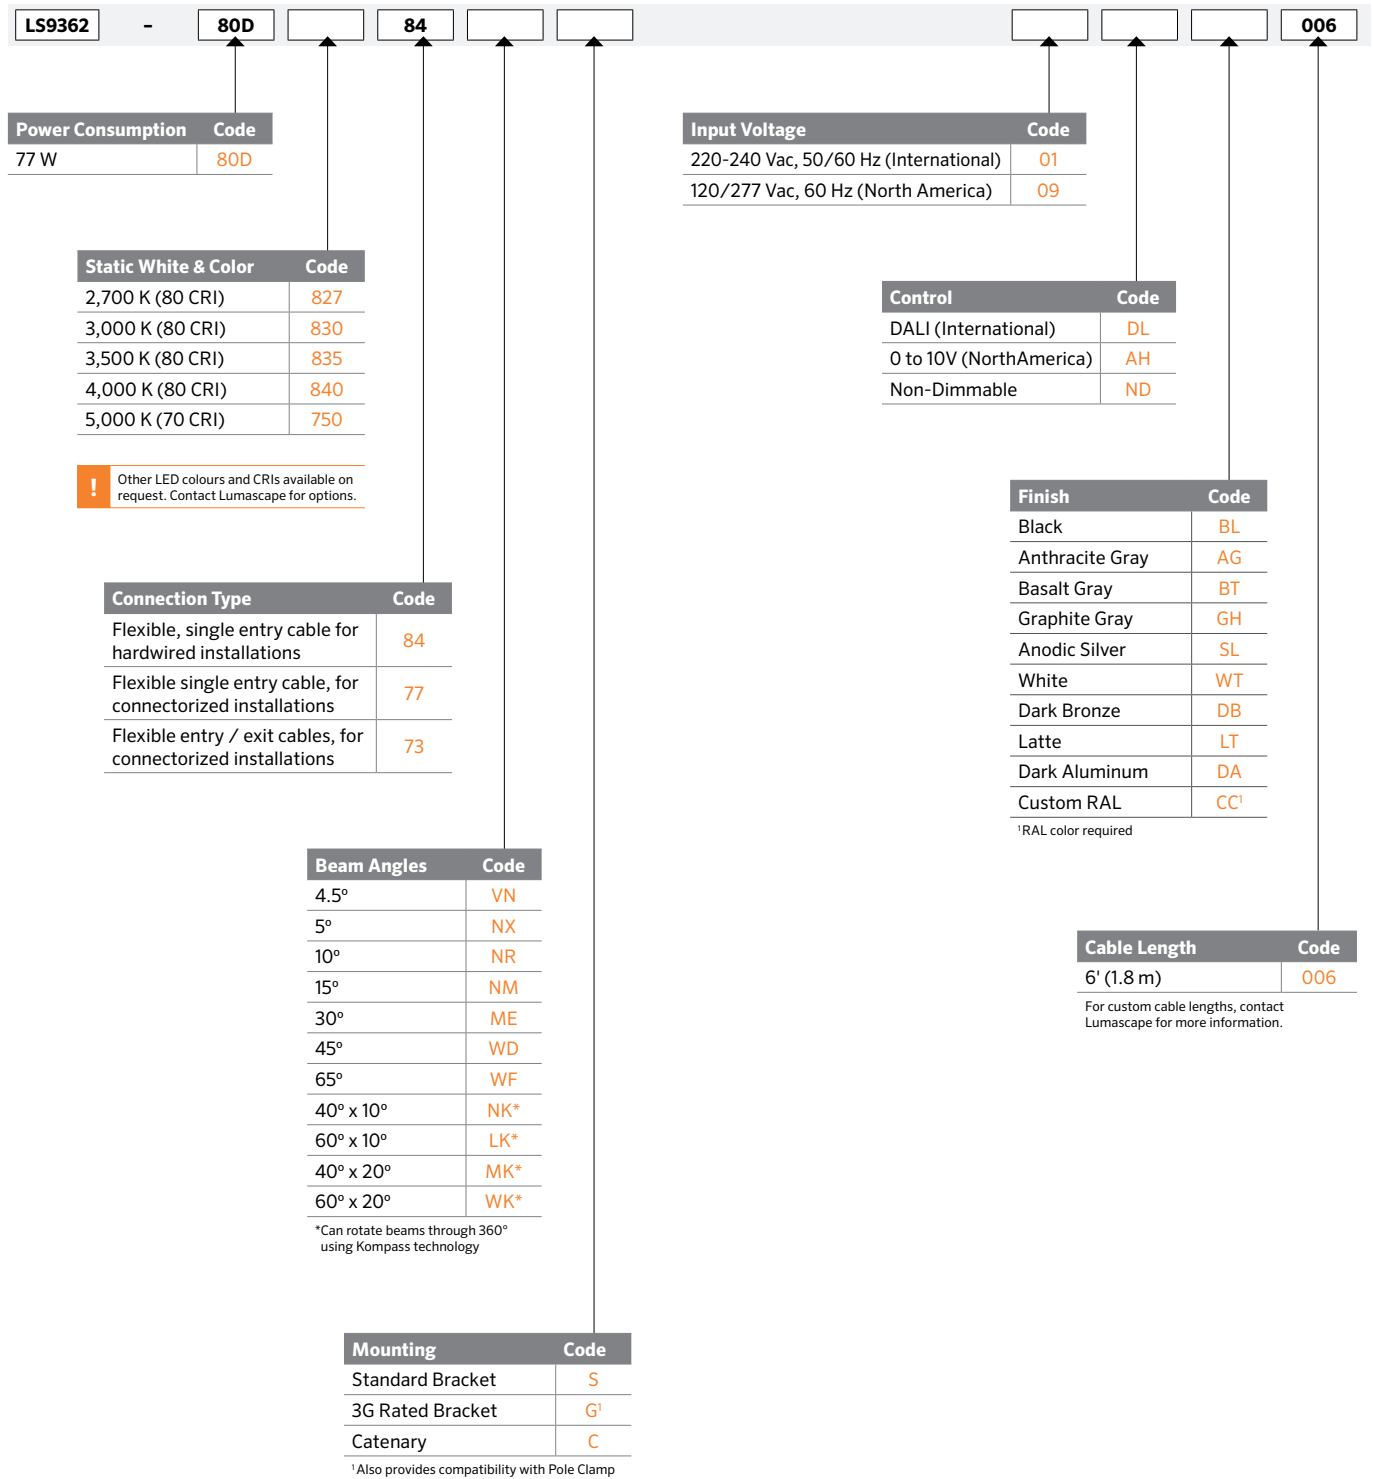 LS9362 – 80D 84 006
Power Consumption Code
77 W 80D
Static White & Color Code
2,700 K (80 CRI) 827
3,000 K (80 CRI) 830
3,500 K (80 CRI) 835
4,000 K (80 CRI) 840
5,000 K (70 CRI) 750
! Other LED colours and CRIs available on
request. Contact Lumascape for options.
Connection Type Code
Flexible, single entry cable for
hardwired installations 84
Flexible single entry cable, for
connectorized installations 77
Flexible entry / exit cables, for
connectorized installations 73
Beam Angles Code
4.5º VN
5º NX
10º NR
15º NM
30º ME
45º WD
65º WF
40º x 10º NK*
60º x 10º LK*
40º x 20º MK*
60º x 20º WK*
*Can rotate beams through 360°
using Kompass technology
Mounting Code
Standard Bracket S
3G Rated Bracket G¹
Catenary C
¹Also provides compatibility with Pole Clamp
Input Voltage Code
220-240 Vac, 50/60 Hz (International) 01
120/277 Vac, 60 Hz (North America) 09
Control Code
DALI (International) DL
0 to 10V (NorthAmerica) AH
Non-Dimmable ND
Finish Code
Black BL
Anthracite Gray AG
Basalt Gray BT
Graphite Gray GH
Anodic Silver SL
White WT
Dark Bronze DB
Latte LT
Dark Aluminum DA
Custom RAL CC¹
¹RAL color required
Cable Length Code
6' (1.8 m) 006
For custom cable lengths, contact
Lumascape for more information.